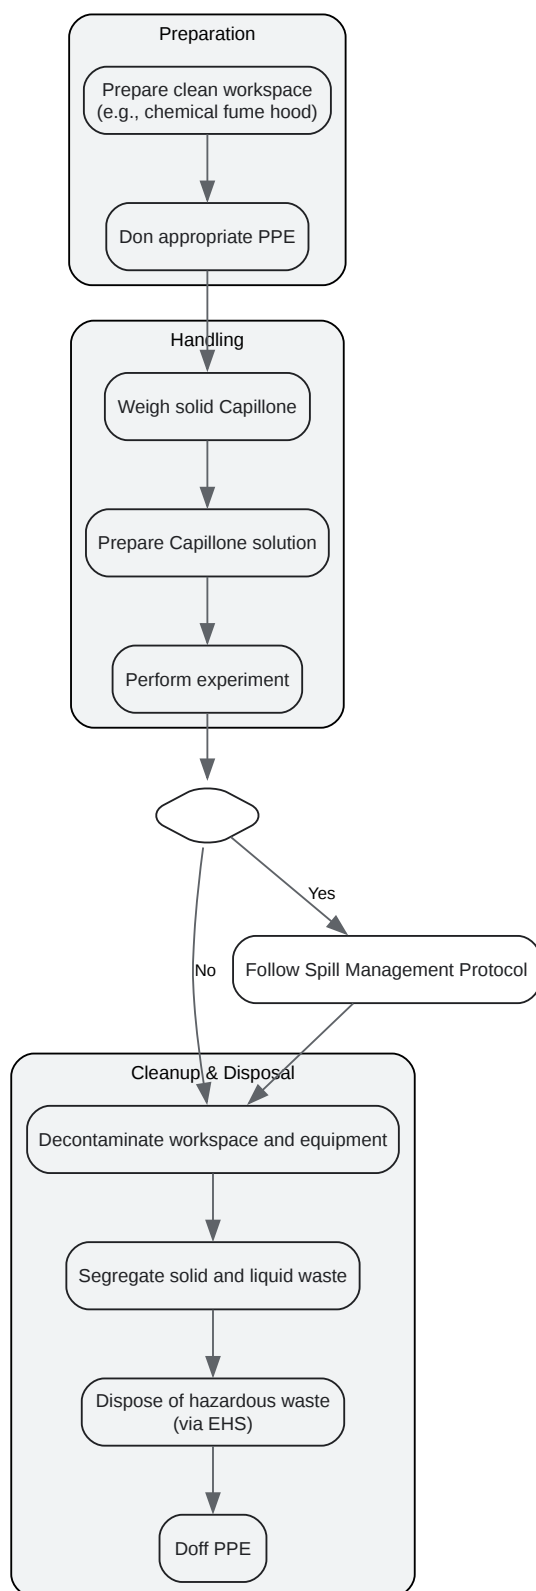 Preparation
Prepare clean workspace
(e.g., chemical fume hood)
Don appropriate PPE
Handling
Weigh solid Capillone
Prepare Capillone solution
Perform experiment
Yes
No
Follow Spill Management Protocol
Cleanup & Disposal
Decontaminate workspace and equipment
Segregate solid and liquid waste
Dispose of hazardous waste
(via EHS)
Doff PPE